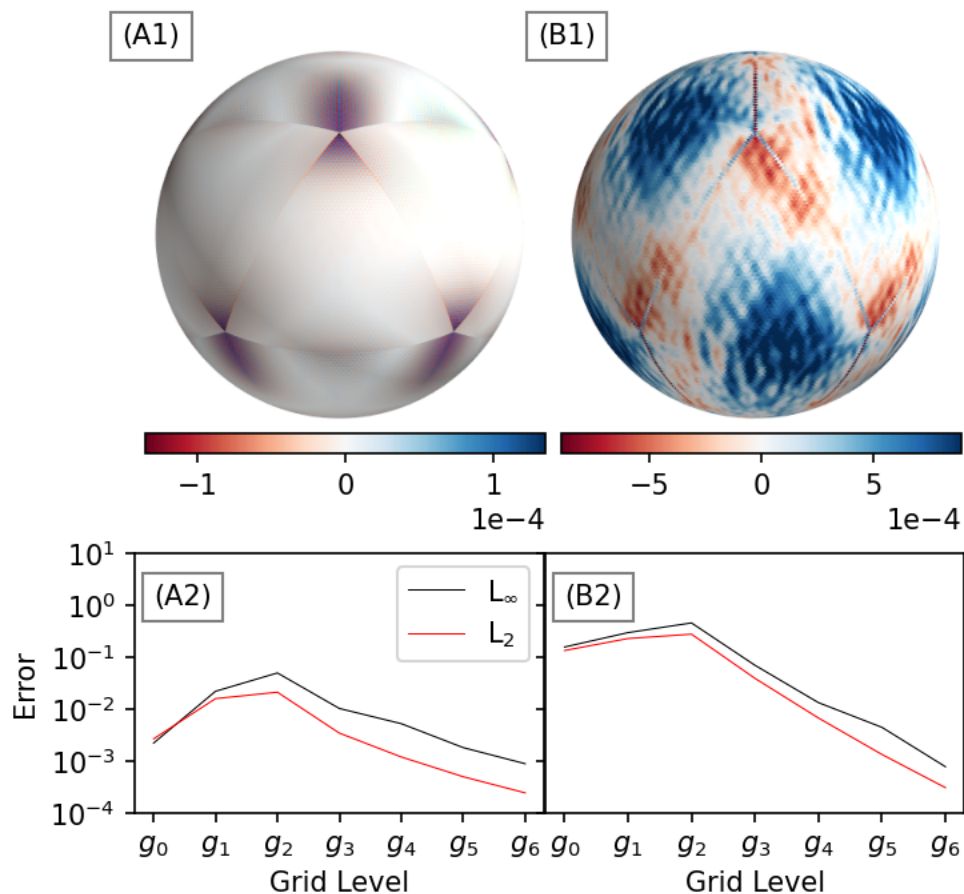 (A1)
(B1)
−1 0 1
1e−4
−5 0 5
1e−4
10¹
10⁰
10⁻¹
10⁻²
10⁻³
10⁻⁴
Error
(A2)
L∞
L₂
(B2)
g₀ g₁ g₂ g₃ g₄ g₅ g₆
Grid Level
g₀ g₁ g₂ g₃ g₄ g₅ g₆
Grid Level